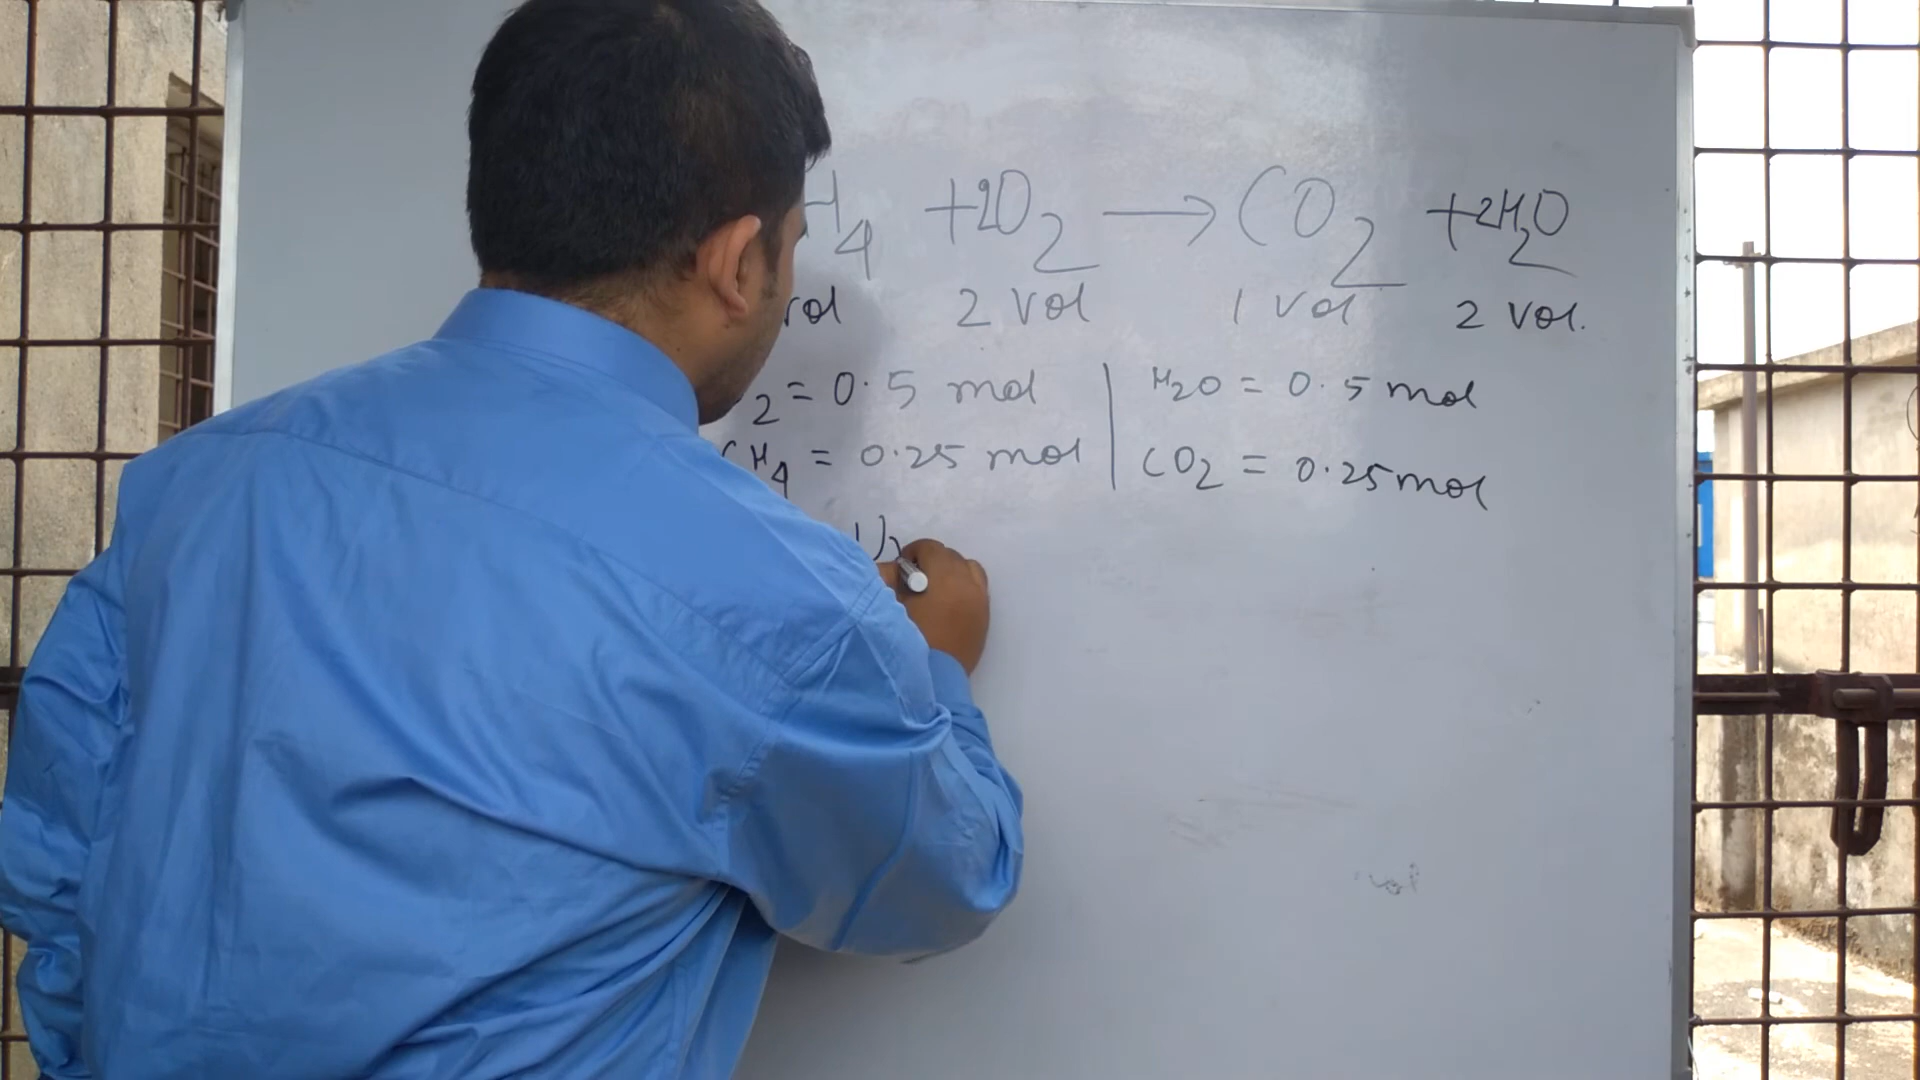 H4 + 2O2 → CO2 + 2H2O
vol 2 vol 1 vol 2 vol.
2 = 0.5 mol | H2O = 0.5 mol
CH4 = 0.25 mol | CO2 = 0.25 mol
vol